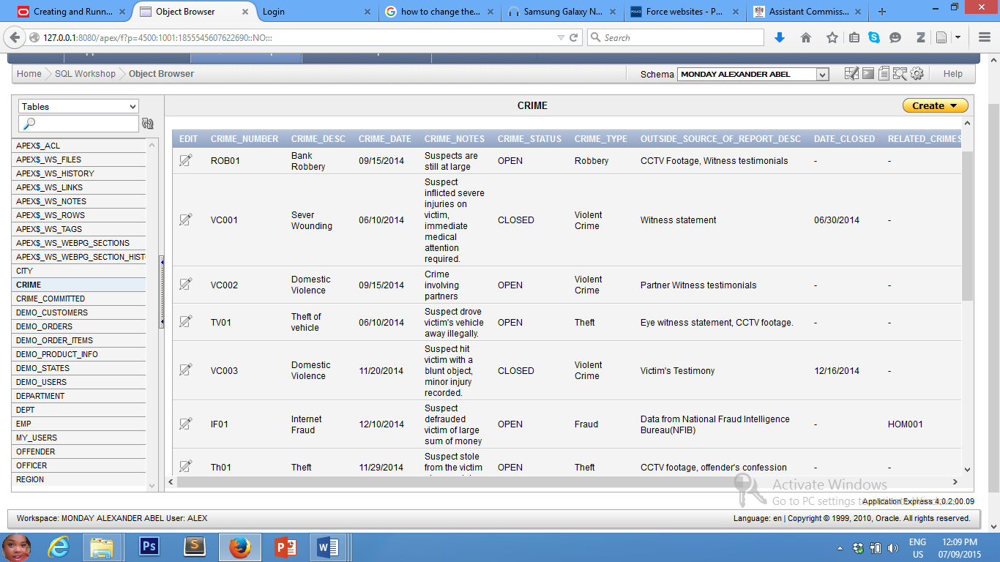 Creating and Runn...
Object Browser
Login
how to change the...
Samsung Galaxy N...
Force websites - P...
Assistant Commiss...
127.0.0.1:8080/apex/f?p=4500:1001:1855545607622690::NO:::
Search
Home
SQL Workshop
Object Browser
Schema
MONDAY ALEXANDER ABEL
Help
Tables
APEX$_ACL
APEX$_WS_FILES
APEX$_WS_HISTORY
APEX$_WS_LINKS
APEX$_WS_NOTES
APEX$_WS_ROWS
APEX$_WS_TAGS
APEX$_WS_WEBPG_SECTIONS
APEX$_WS_WEBPG_SECTION_HIST
CITY
CRIME
CRIME_COMMITTED
DEMO_CUSTOMERS
DEMO_ORDERS
DEMO_ORDER_ITEMS
DEMO_PRODUCT_INFO
DEMO_STATES
DEMO_USERS
DEPARTMENT
DEPT
EMP
MY_USERS
OFFENDER
OFFICER
REGION
CRIME
Create
EDIT CRIME_NUMBER CRIME_DESC CRIME_DATE CRIME_NOTES CRIME_STATUS CRIME_TYPE OUTSIDE_SOURCE_OF_REPORT_DESC DATE_CLOSED RELATED_CRIMES
ROB01
Bank
Robbery
09/15/2014
Suspects are
still at large
OPEN
Robbery
CCTV Footage, Witness testimonials
-
-
VC001
Sever
Wounding
06/10/2014
Suspect
inflicted severe
injuries on
victim,
immediate
medical
attention
required.
CLOSED
Violent
Crime
Witness statement
06/30/2014
-
VC002
Domestic
Violence
09/15/2014
Crime
involving
partners
OPEN
Violent
Crime
Partner Witness testimonials
-
-
TV01
Theft of
vehicle
06/10/2014
Suspect drove
victim's vehicle
away illegally.
OPEN
Theft
Eye witness statement, CCTV footage.
-
-
VC003
Domestic
Violence
11/20/2014
Suspect hit
victim with a
blunt object,
minor injury
recorded.
CLOSED
Violent
Crime
Victim's Testimony
12/16/2014
-
IF01
Internet
Fraud
12/10/2014
Suspect
defrauded
victim of large
sum of money
OPEN
Fraud
Data from National Fraud Intelligence
Bureau(NFIB)
-
HOM001
Th01
Theft
11/29/2014
Suspect stole
from the victim
OPEN
Theft
CCTV footage, offender's confession
-
-
Activate Windows
Go to PC settings to activate Windows.
Application Express 4.0.2.00.09
Workspace: MONDAY ALEXANDER ABEL User: ALEX
Language: en | Copyright © 1999, 2010, Oracle. All rights reserved.
ENG
US
12:09 PM
07/09/2015